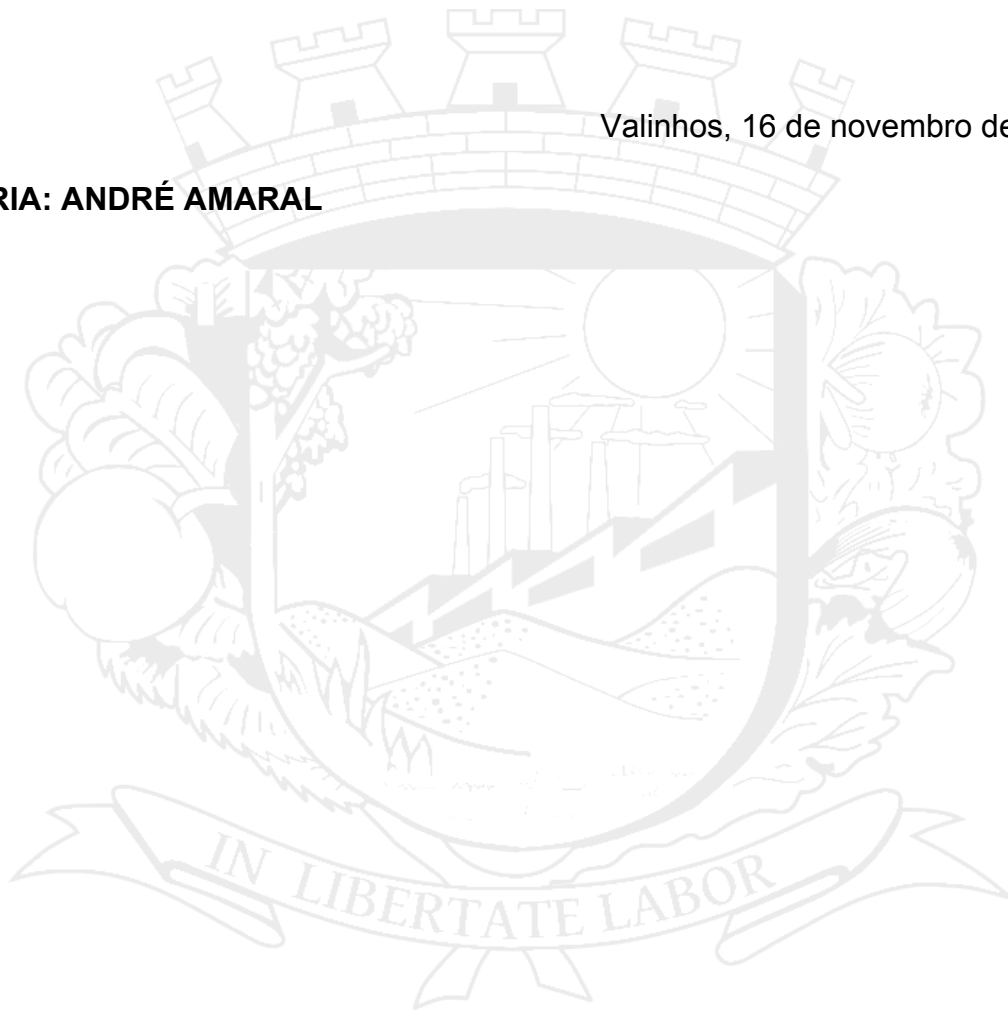 Valinhos, 16 de novembro de
RIA: ANDRÉ AMARAL
IN LIBERTATE LABOR